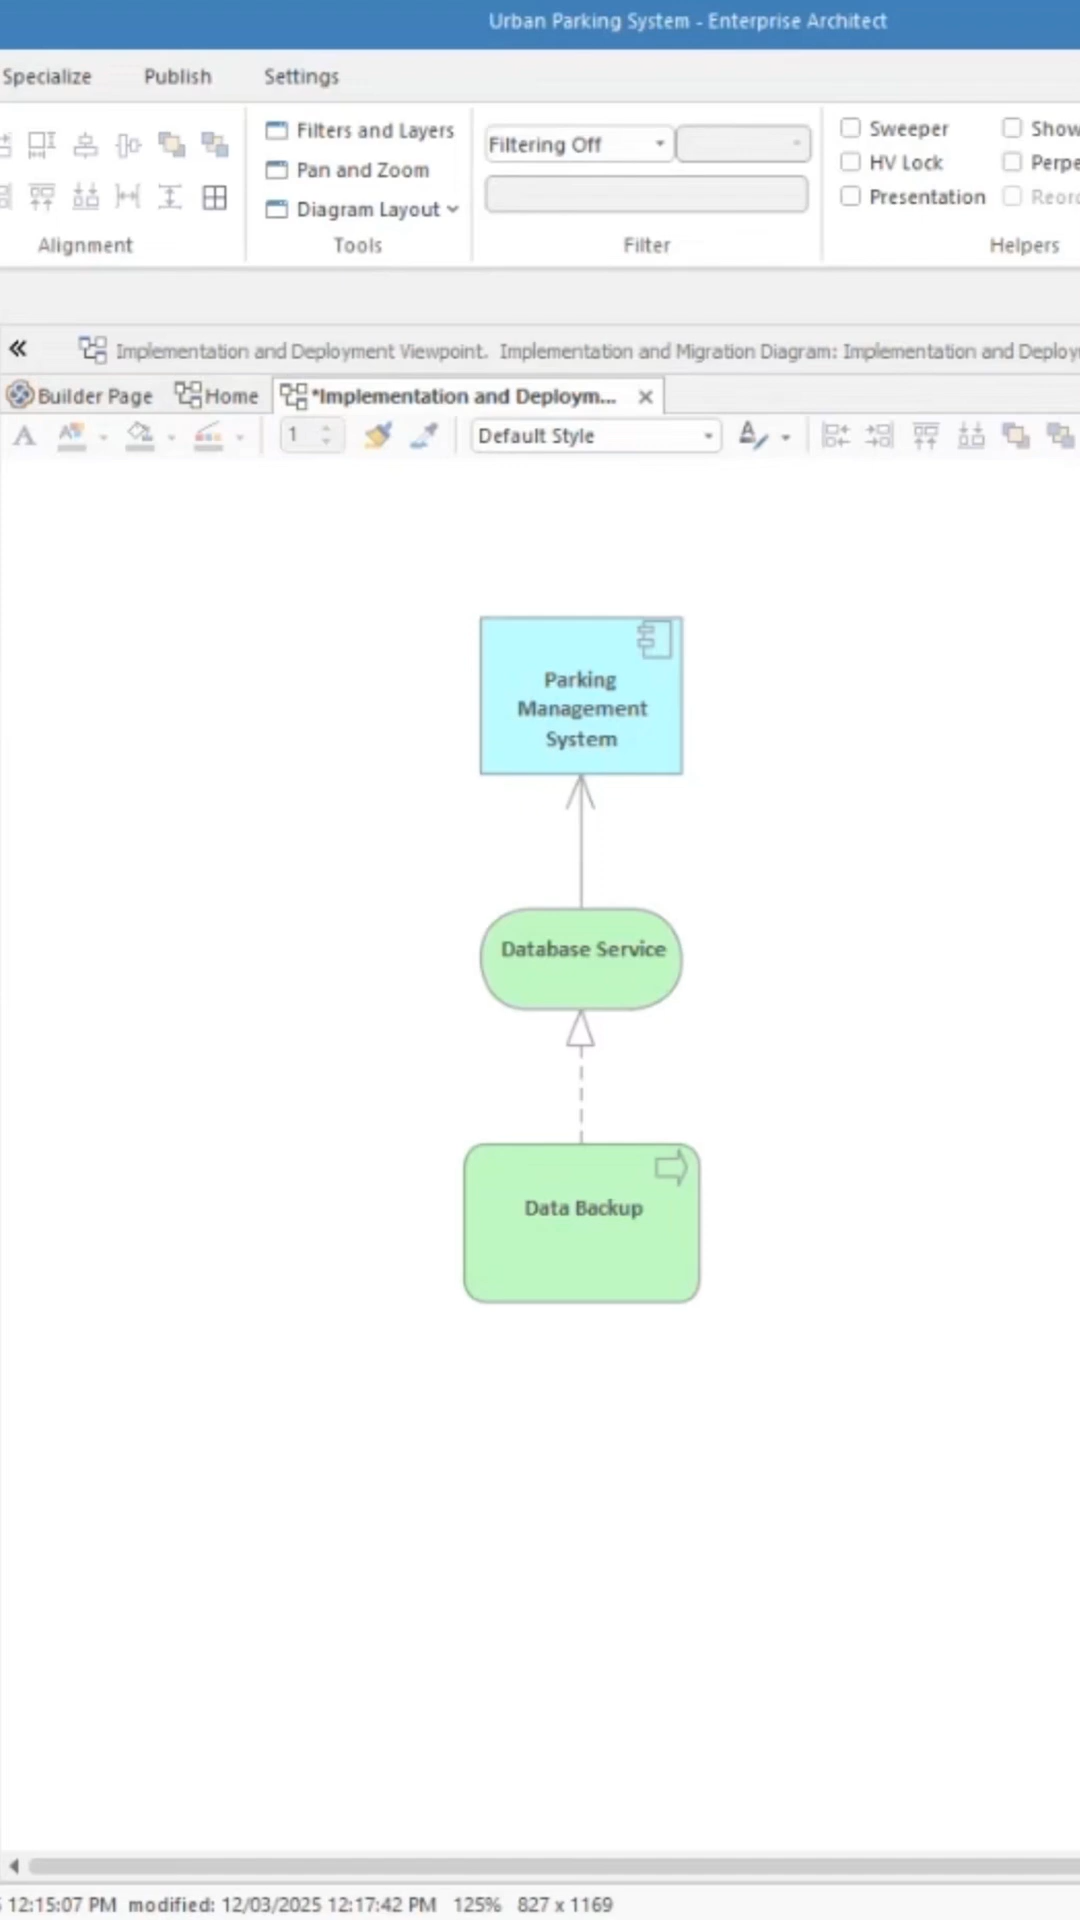 Urban Parking System - Enterprise Architect
Specialize Publish Settings
Filters and Layers
Pan and Zoom
Diagram Layout
Filtering Off
Sweeper
HV Lock
Presentation
Show
Perpe
Reord
Alignment Tools Filter Helpers
« Implementation and Deployment Viewpoint. Implementation and Migration Diagram: Implementation and Deploy
Builder Page Home *Implementation and Deploym...
1 Default Style
Parking
Management
System
Database Service
Data Backup
12:15:07 PM modified: 12/03/2025 12:17:42 PM 125% 827 x 1169